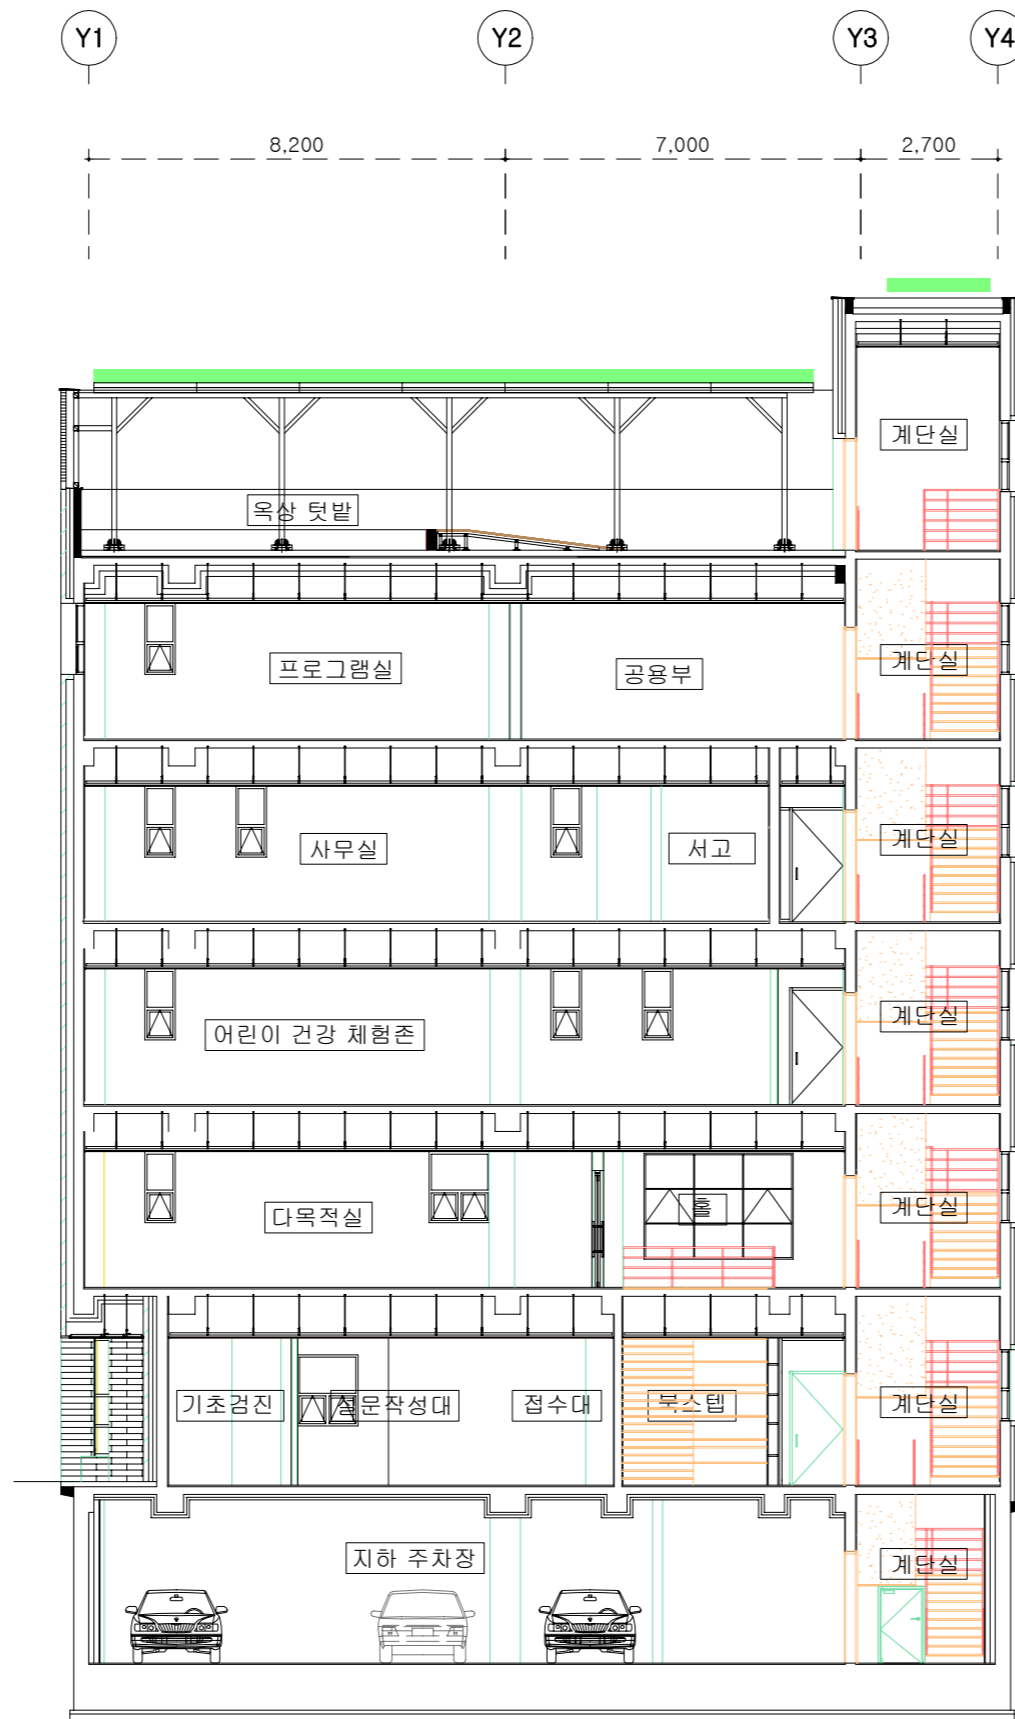 Y1 Y2 Y3 Y4
8,200 7,000 2,700
계단실
옥상 텃밭
프로그램실 공용부 계단실
사무실 서고 계단실
어린이 건강 체험존 계단실
다목적실 홀 계단실
기초검진 설문작성대 접수대 북스텝 계단실
지하 주차장 계단실